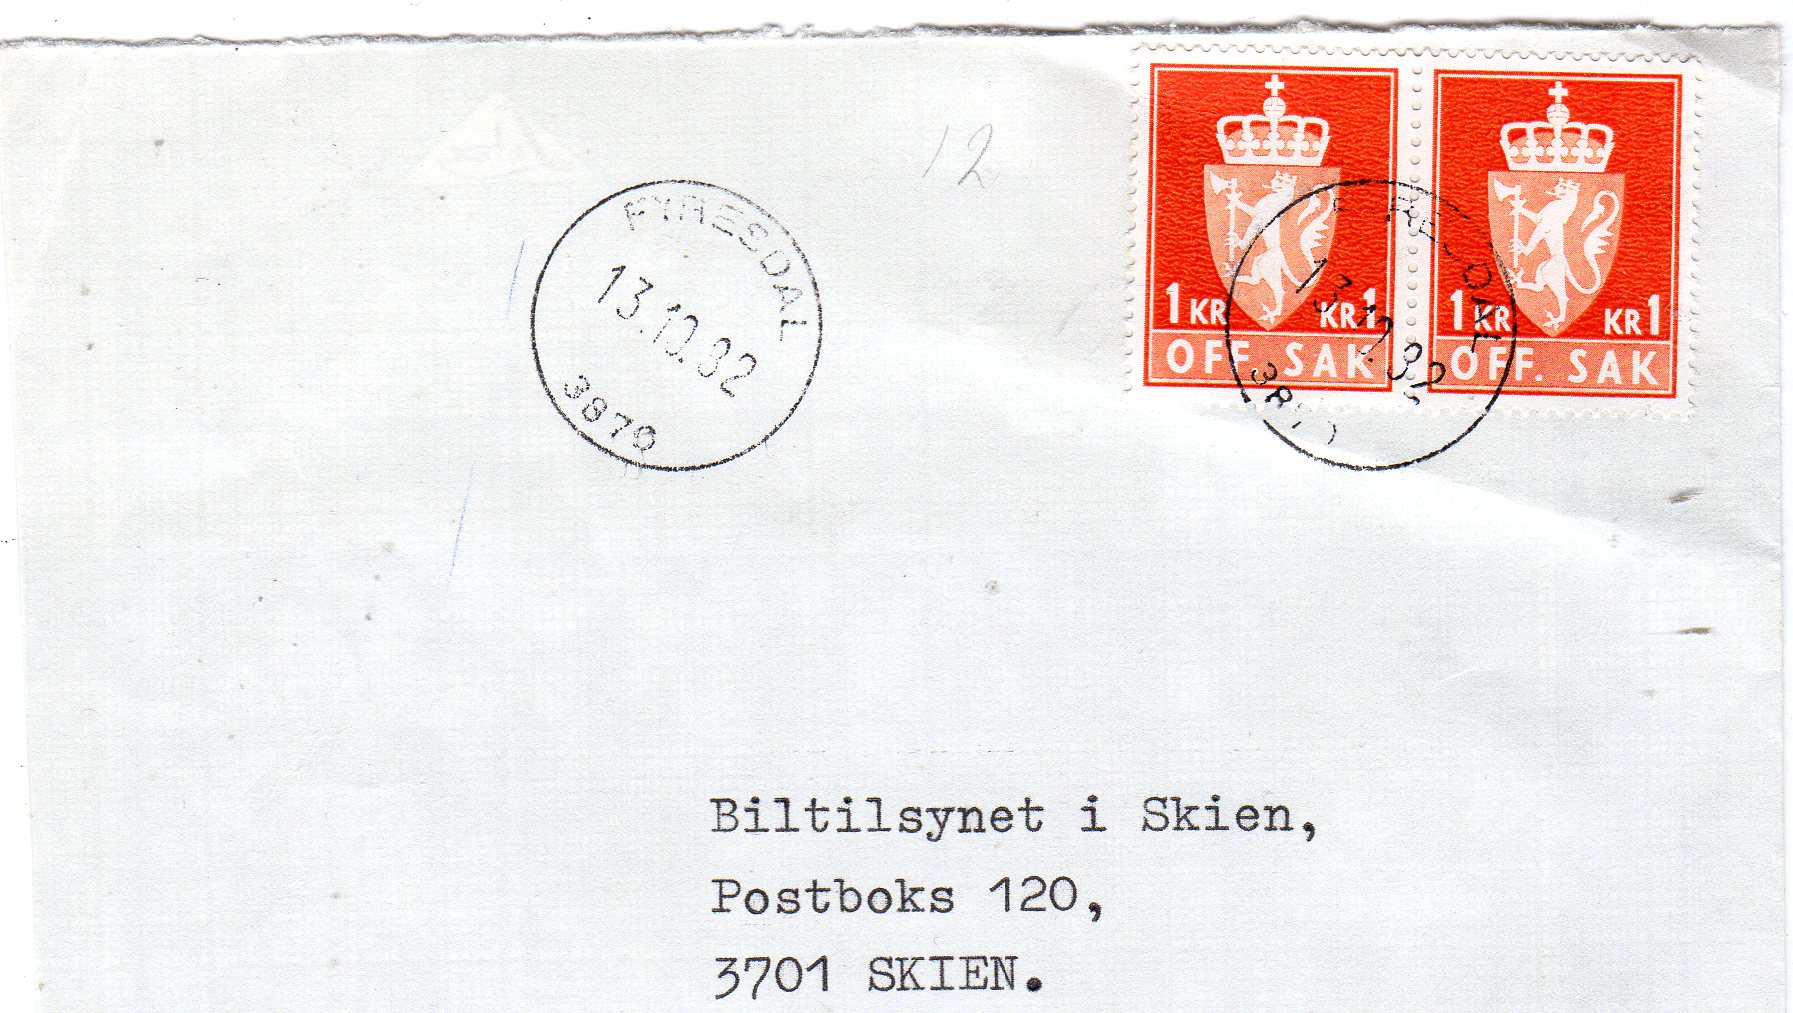 12
FYRESDAL
13.10.82
3870
1 KR KR 1
OFF. SAK
1 KR KR 1
OFF. SAK
Biltilsynet i Skien,
Postboks 120,
3701 SKIEN.